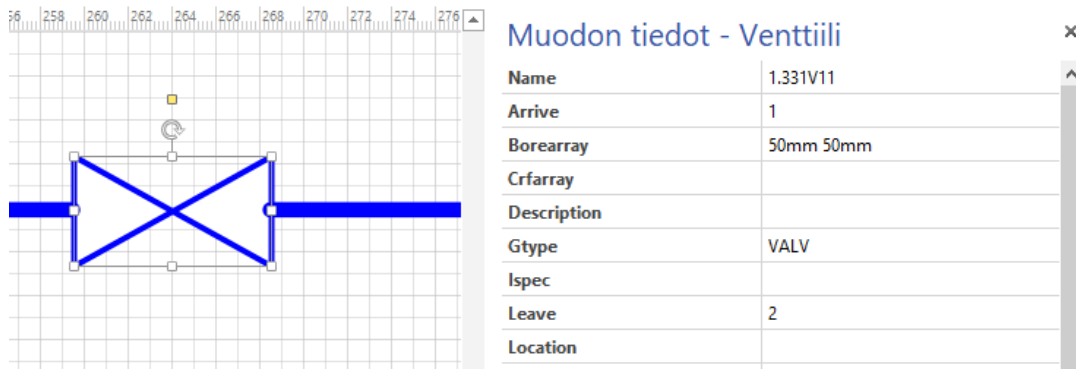 258 260 262 264 266 268 270 272 274 276
Muodon tiedot - Venttiili
Name 1.331V11
Arrive 1
Borearray 50mm 50mm
Crfarray
Description
Gtype VALV
Ispec
Leave 2
Location